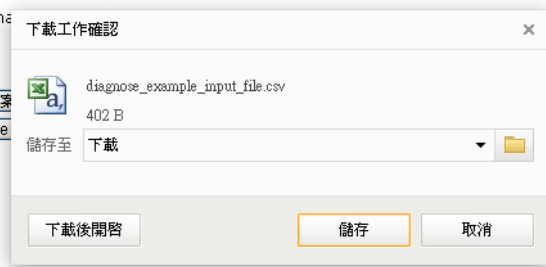 下載工作確認
diagnose_example_input_file.csv
402 B
儲存至 下載
下載後開啓 儲存 取消